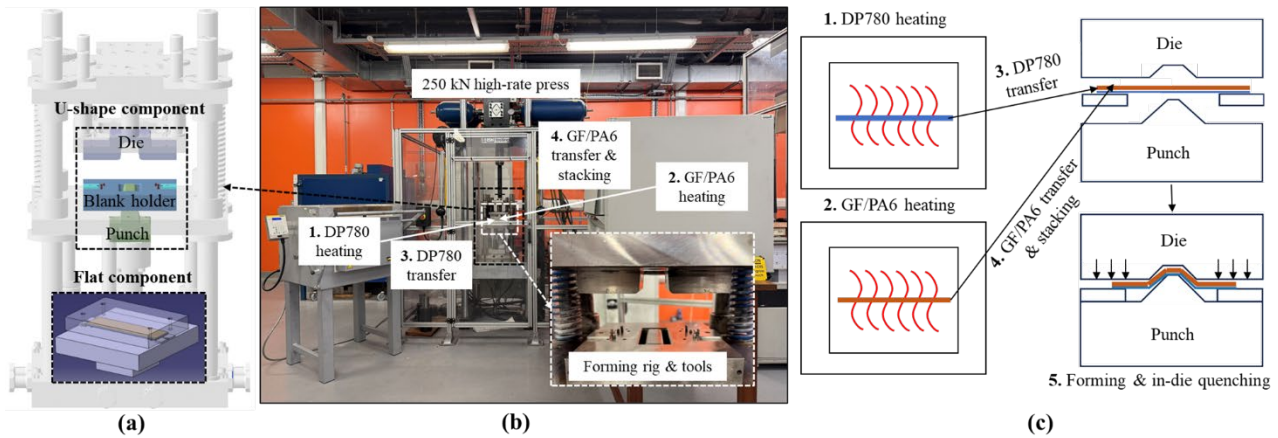 U-shape component
Die
Blank holder
Punch
Flat component
(a)
250 kN high-rate press
4. GF/PA6
transfer &
stacking
2. GF/PA6
heating
1. DP780
heating
3. DP780
transfer
Forming rig & tools
(b)
1. DP780 heating
3. DP780
transfer
2. GF/PA6 heating
4. GF/PA6 transfer
& stacking
Die
Punch
Die
Punch
5. Forming & in-die quenching
(c)